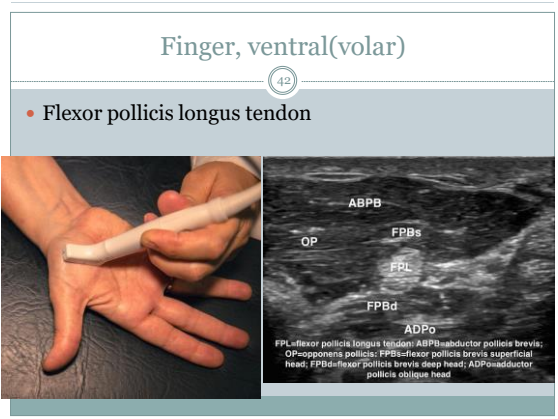 Finger, ventral(volar)
42
Flexor pollicis longus tendon
ABPB
OP
FPBs
FPL
FPBd
ADPo
FPL=flexor pollicis longus tendon: ABPB=abductor pollicis brevis;
OP=opponens pollicis: FPBs=flexor pollicis brevis superficial
head; FPBd=flexor pollicis brevis deep head; ADPo=adductor
pollicis oblique head